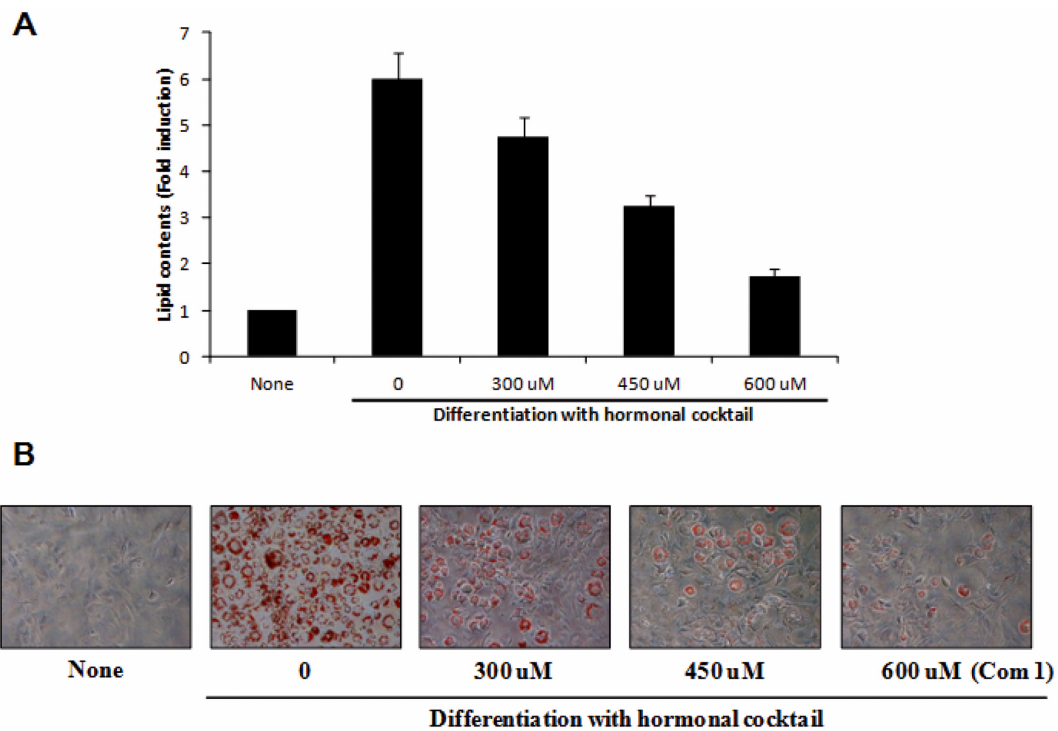 A
Lipid contents (Fold induction)
7
6
5
4
3
2
1
0
None 0 300 uM 450 uM 600 uM
Differentiation with hormonal cocktail
B
None 0 300 uM 450 uM 600 uM (Com 1)
Differentiation with hormonal cocktail